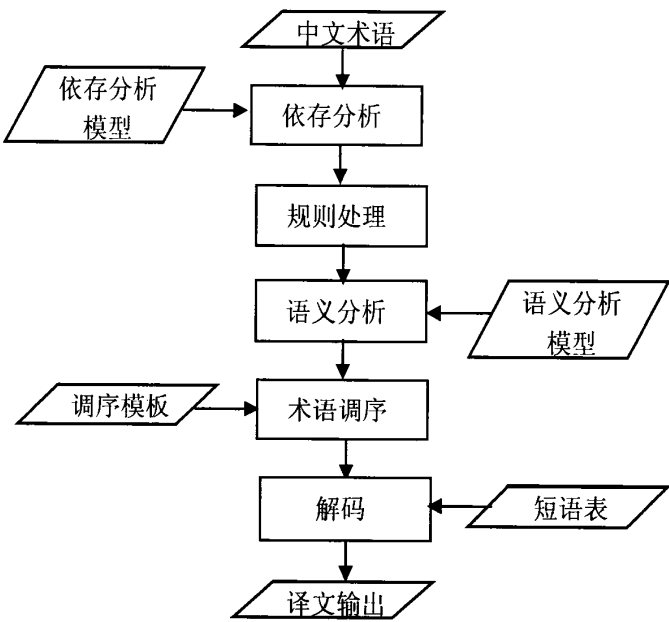 中文术语
依存分析
模型
依存分析
规则处理
语义分析
语义分析
模型
调序模板
术语调序
解码
短语表
译文输出